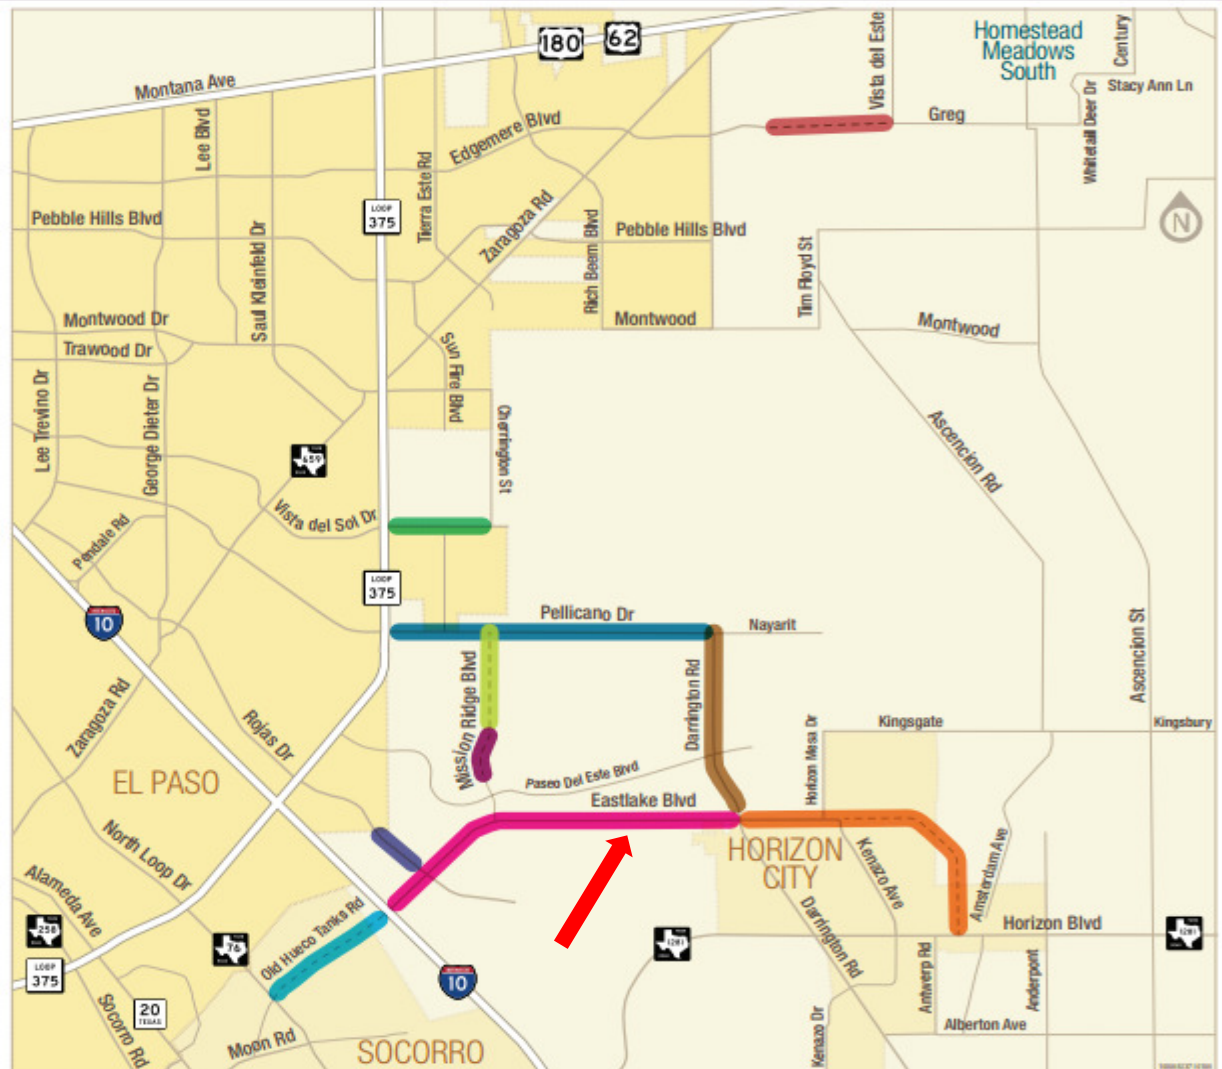 180
62
Vista del Este
Homestead
Meadows
South
Century
Montana Ave
Stacy Ann Ln
Greg
Whitetail Deer Dr
Lee Blvd
Edgemere Blvd
Tierra Este Rd
Zaragoza Rd
LOOP
375
Pebble Hills Blvd
Saul Kleinfeld Dr
Rich Beem Blvd
Pebble Hills Blvd
N
Tim Floyd St
Montwood Dr
Montwood
Montwood
Trawood Dr
Sun Fire Blvd
Lee Trevino Dr
George Dieter Dr
Cherrington St
Ascencion Rd
659
Vista del Sol Dr
Pendale Rd
LOOP
375
10
Pellicano Dr
Nayarit
Ascencion St
Mission Ridge Blvd
Darrington Rd
Zaragoza Rd
Rojas Dr
Horizon Mesa Dr
Kingsgate
Kingsbury
EL PASO
Paseo Del Este Blvd
Eastlake Blvd
North Loop Dr
HORIZON
CITY
Kenazo Ave
Amsterdam Ave
Alameda Ave
Old Hueco Tanks Rd
Darrington Rd
Horizon Blvd
258
76
1281
1281
LOOP
375
10
Antwerp Rd
Anderpont
20
TEXAS
Socorro Rd
Kenazo Dr
Alberton Ave
Moon Rd
SOCORRO